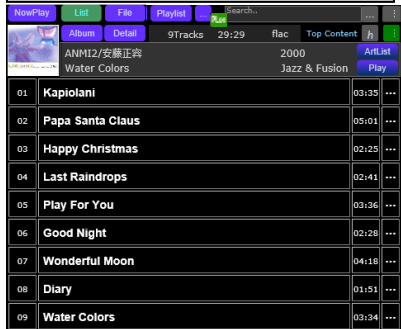 NowPlay List File Playlist ... Search.. ... ⋮
PLus
Album Detail 9Tracks 29:29 flac Top Content h ⋮
ANMI2/安藤正容 2000 ArtList
Water Colors Jazz & Fusion Play
01 Kapiolani 03:35 ...
02 Papa Santa Claus 05:01 ...
03 Happy Christmas 02:25 ...
04 Last Raindrops 02:41 ...
05 Play For You 03:36 ...
06 Good Night 02:28 ...
07 Wonderful Moon 04:18 ...
08 Diary 01:51 ...
09 Water Colors 03:34 ...